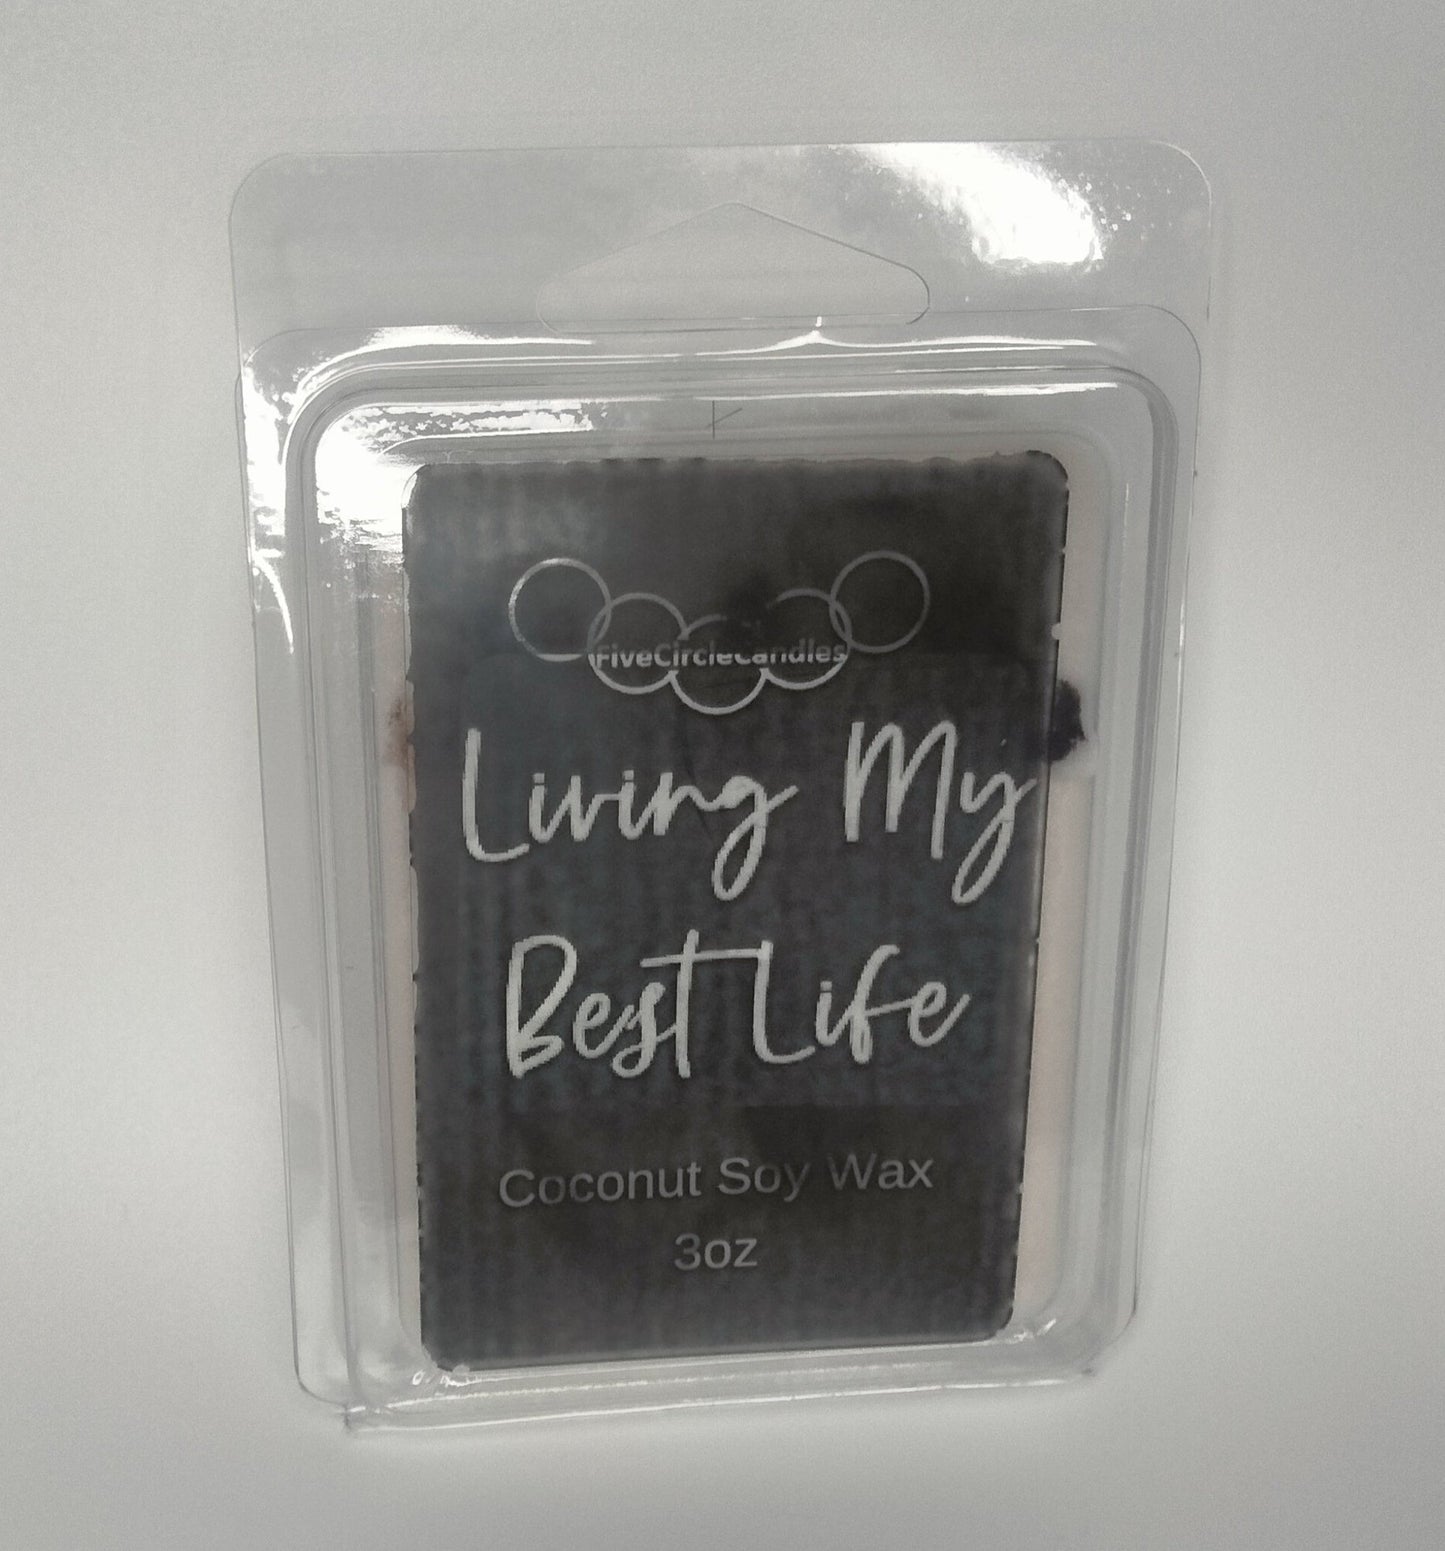 FiveCircleCandles
Living My
Best Life
Coconut Soy Wax
3oz